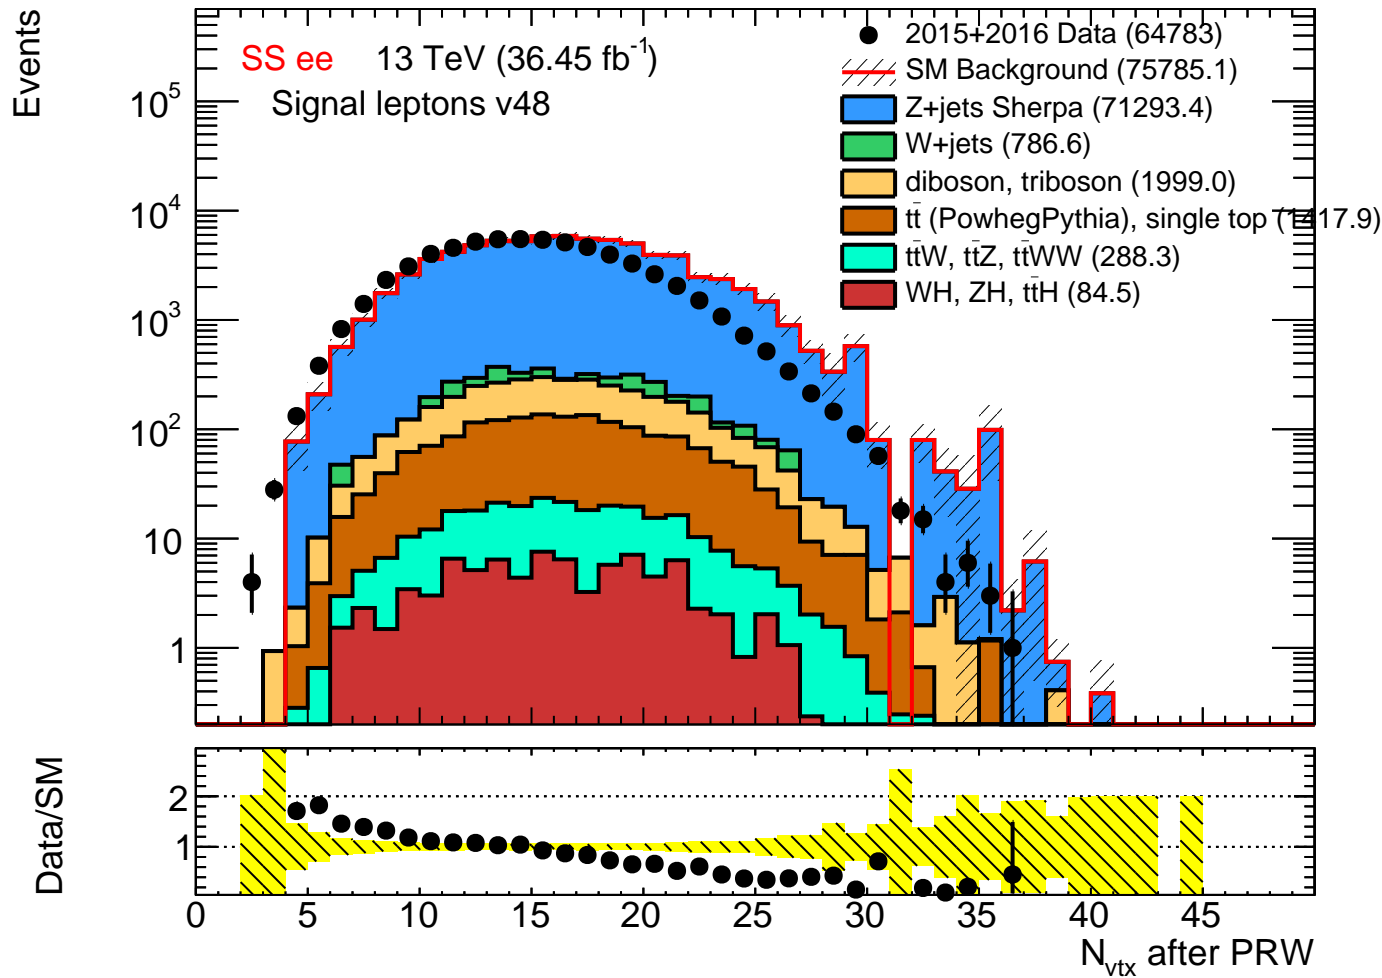 Events
SS ee 13 TeV (36.45 fb⁻¹)
Signal leptons v48
2015+2016 Data (64783)
SM Background (75785.1)
Z+jets Sherpa (71293.4)
W+jets (786.6)
diboson, triboson (1999.0)
tt̄ (PowhegPythia), single top (1417.9)
tt̄W, tt̄Z, tt̄WW (288.3)
WH, ZH, tt̄H (84.5)
10⁵
10⁴
10³
10²
10
1
Data/SM
2
1
0 5 10 15 20 25 30 35 40 45
N_vtx after PRW